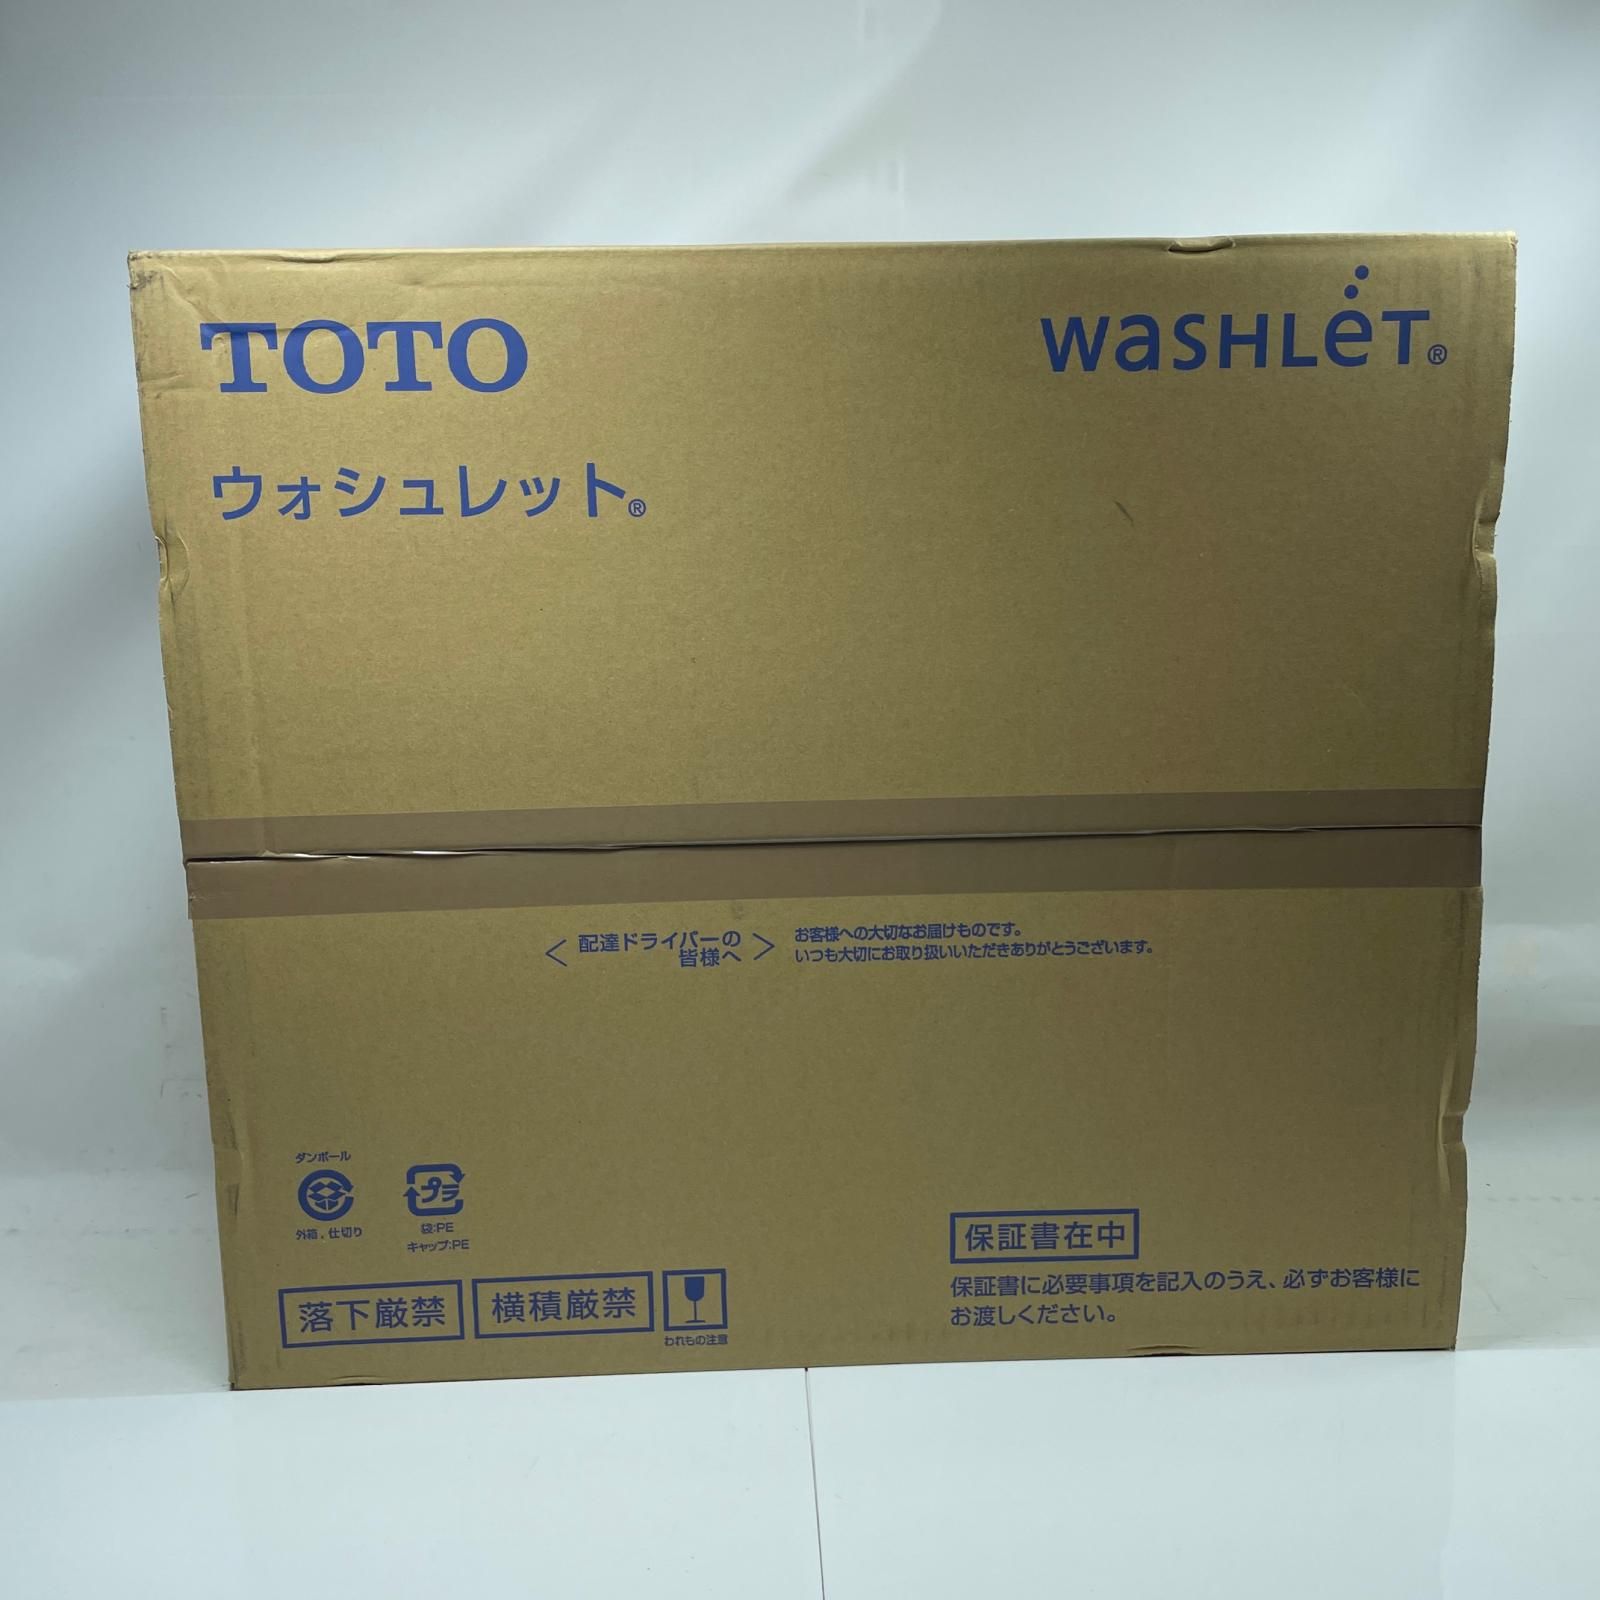 TOTO
WASHLET®
ウォシュレット®
＜配達ドライバーの皆様へ＞
お客様への大切なお届けものです。
いつも大切にお取り扱いいただきありがとうございます。
ダンボール
外箱，仕切り
プラ
袋:PE
キャップ:PE
落下厳禁
横積厳禁
われもの注意
保証書在中
保証書に必要事項を記入のうえ、必ずお客様に
お渡しください。